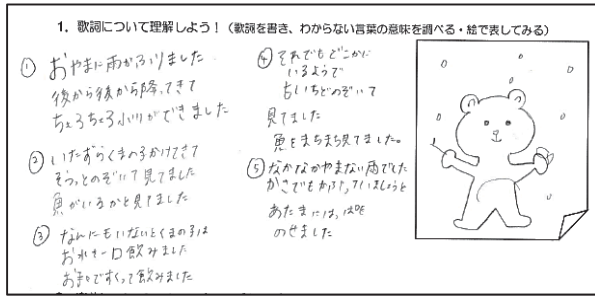 1. 歌詞について理解しよう！（歌詞を書き、わからない言葉の意味を調べる・絵で表してみる）
① おやまに雨がふりました
後から後から降ってきて
ちょろちょろ小川ができました
② いたずらくまの子かけてきて
そうっとのぞいて見てました
魚がいるかと見てました
③ なんにもいないとくまの子は
お水を一口飲みました
お手てですくって飲みました
④ それでもどこかに
いるようで
もいちどのぞいて
見てました
魚をまちまち見てました。
⑤ なかなかやまない雨でした
かさでもかぶっていましょうと
あたまに、はっぱを
のせました